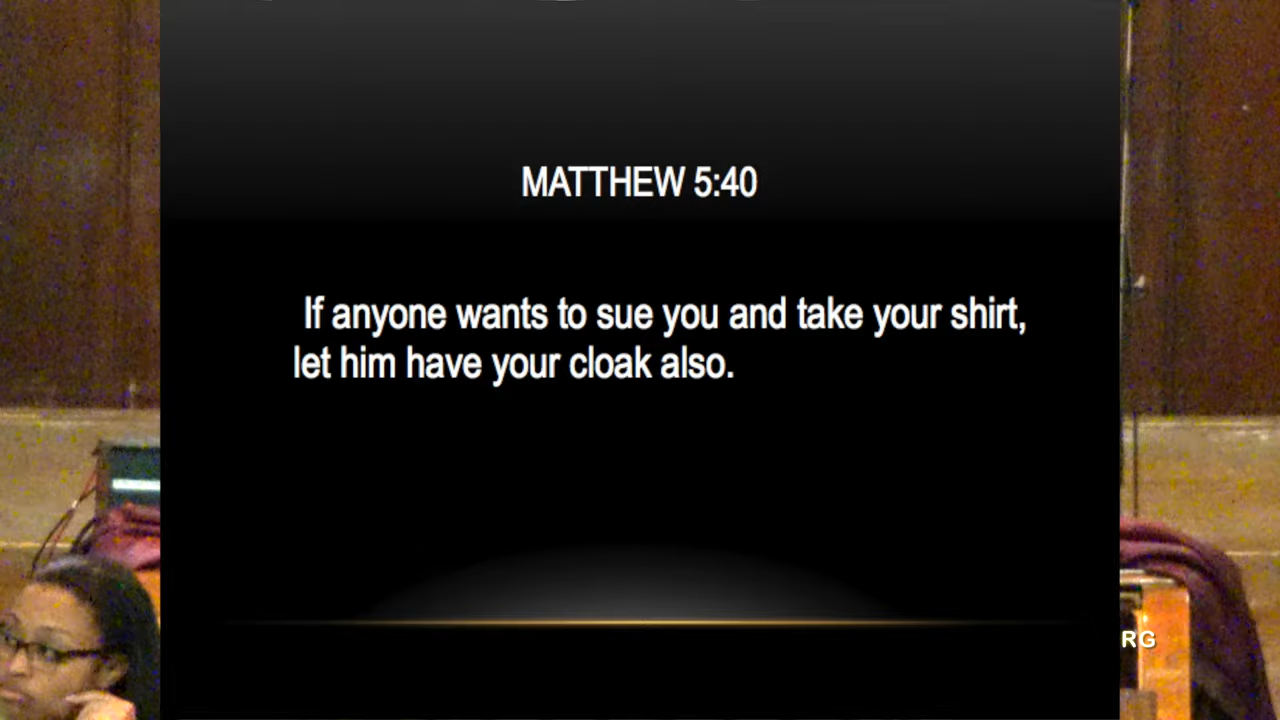 MATTHEW 5:40
If anyone wants to sue you and take your shirt,
let him have your cloak also.
RG